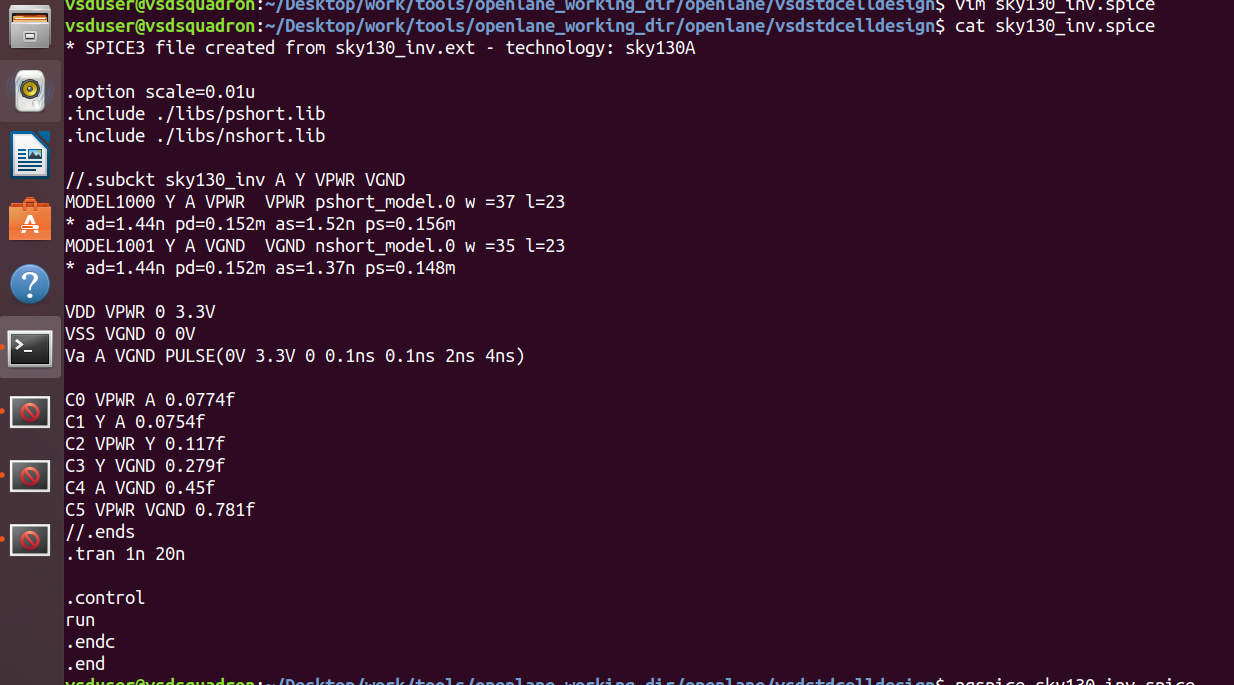 vsduser@vsdsquadron:~/Desktop/work/tools/openlane_working_dir/openlane/vsdstdcelldesign$ vim sky130_inv.spice
vsduser@vsdsquadron:~/Desktop/work/tools/openlane_working_dir/openlane/vsdstdcelldesign$ cat sky130_inv.spice
* SPICE3 file created from sky130_inv.ext - technology: sky130A
.option scale=0.01u
.include ./libs/pshort.lib
.include ./libs/nshort.lib
//.subckt sky130_inv A Y VPWR VGND
MODEL1000 Y A VPWR  VPWR pshort_model.0 w =37 l=23
* ad=1.44n pd=0.152m as=1.52n ps=0.156m
MODEL1001 Y A VGND  VGND nshort_model.0 w =35 l=23
* ad=1.44n pd=0.152m as=1.37n ps=0.148m
VDD VPWR 0 3.3V
VSS VGND 0 0V
Va A VGND PULSE(0V 3.3V 0 0.1ns 0.1ns 2ns 4ns)
C0 VPWR A 0.0774f
C1 Y A 0.0754f
C2 VPWR Y 0.117f
C3 Y VGND 0.279f
C4 A VGND 0.45f
C5 VPWR VGND 0.781f
//.ends
.tran 1n 20n
.control
run
.endc
.end
vsduser@vsdsquadron:~/Desktop/work/tools/openlane_working_dir/openlane/vsdstdcelldesign$ ngspice sky130_inv.spice